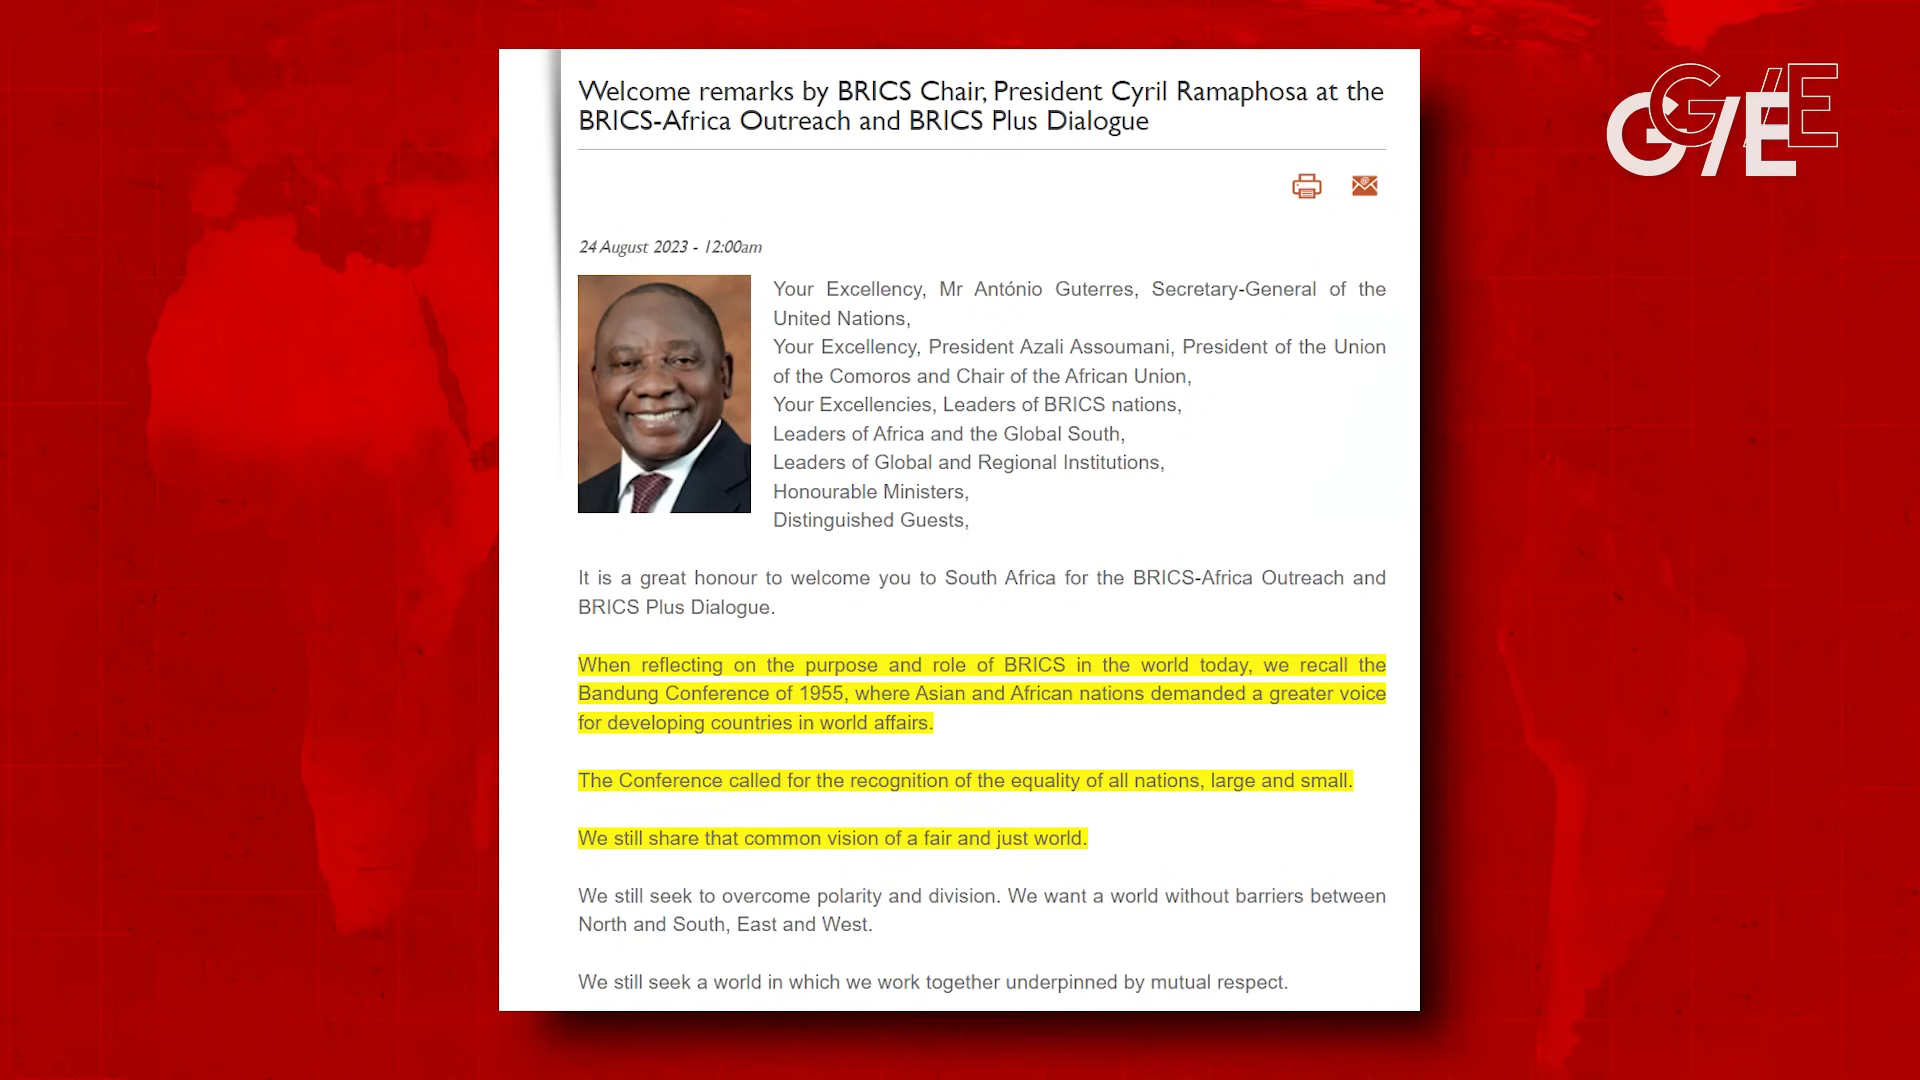 Welcome remarks by BRICS Chair, President Cyril Ramaphosa at the
BRICS-Africa Outreach and BRICS Plus Dialogue
G/E
G/E
24 August 2023 - 12:00am
Your Excellency, Mr António Guterres, Secretary-General of the
United Nations,
Your Excellency, President Azali Assoumani, President of the Union
of the Comoros and Chair of the African Union,
Your Excellencies, Leaders of BRICS nations,
Leaders of Africa and the Global South,
Leaders of Global and Regional Institutions,
Honourable Ministers,
Distinguished Guests,
It is a great honour to welcome you to South Africa for the BRICS-Africa Outreach and
BRICS Plus Dialogue.
When reflecting on the purpose and role of BRICS in the world today, we recall the
Bandung Conference of 1955, where Asian and African nations demanded a greater voice
for developing countries in world affairs.
The Conference called for the recognition of the equality of all nations, large and small.
We still share that common vision of a fair and just world.
We still seek to overcome polarity and division. We want a world without barriers between
North and South, East and West.
We still seek a world in which we work together underpinned by mutual respect.